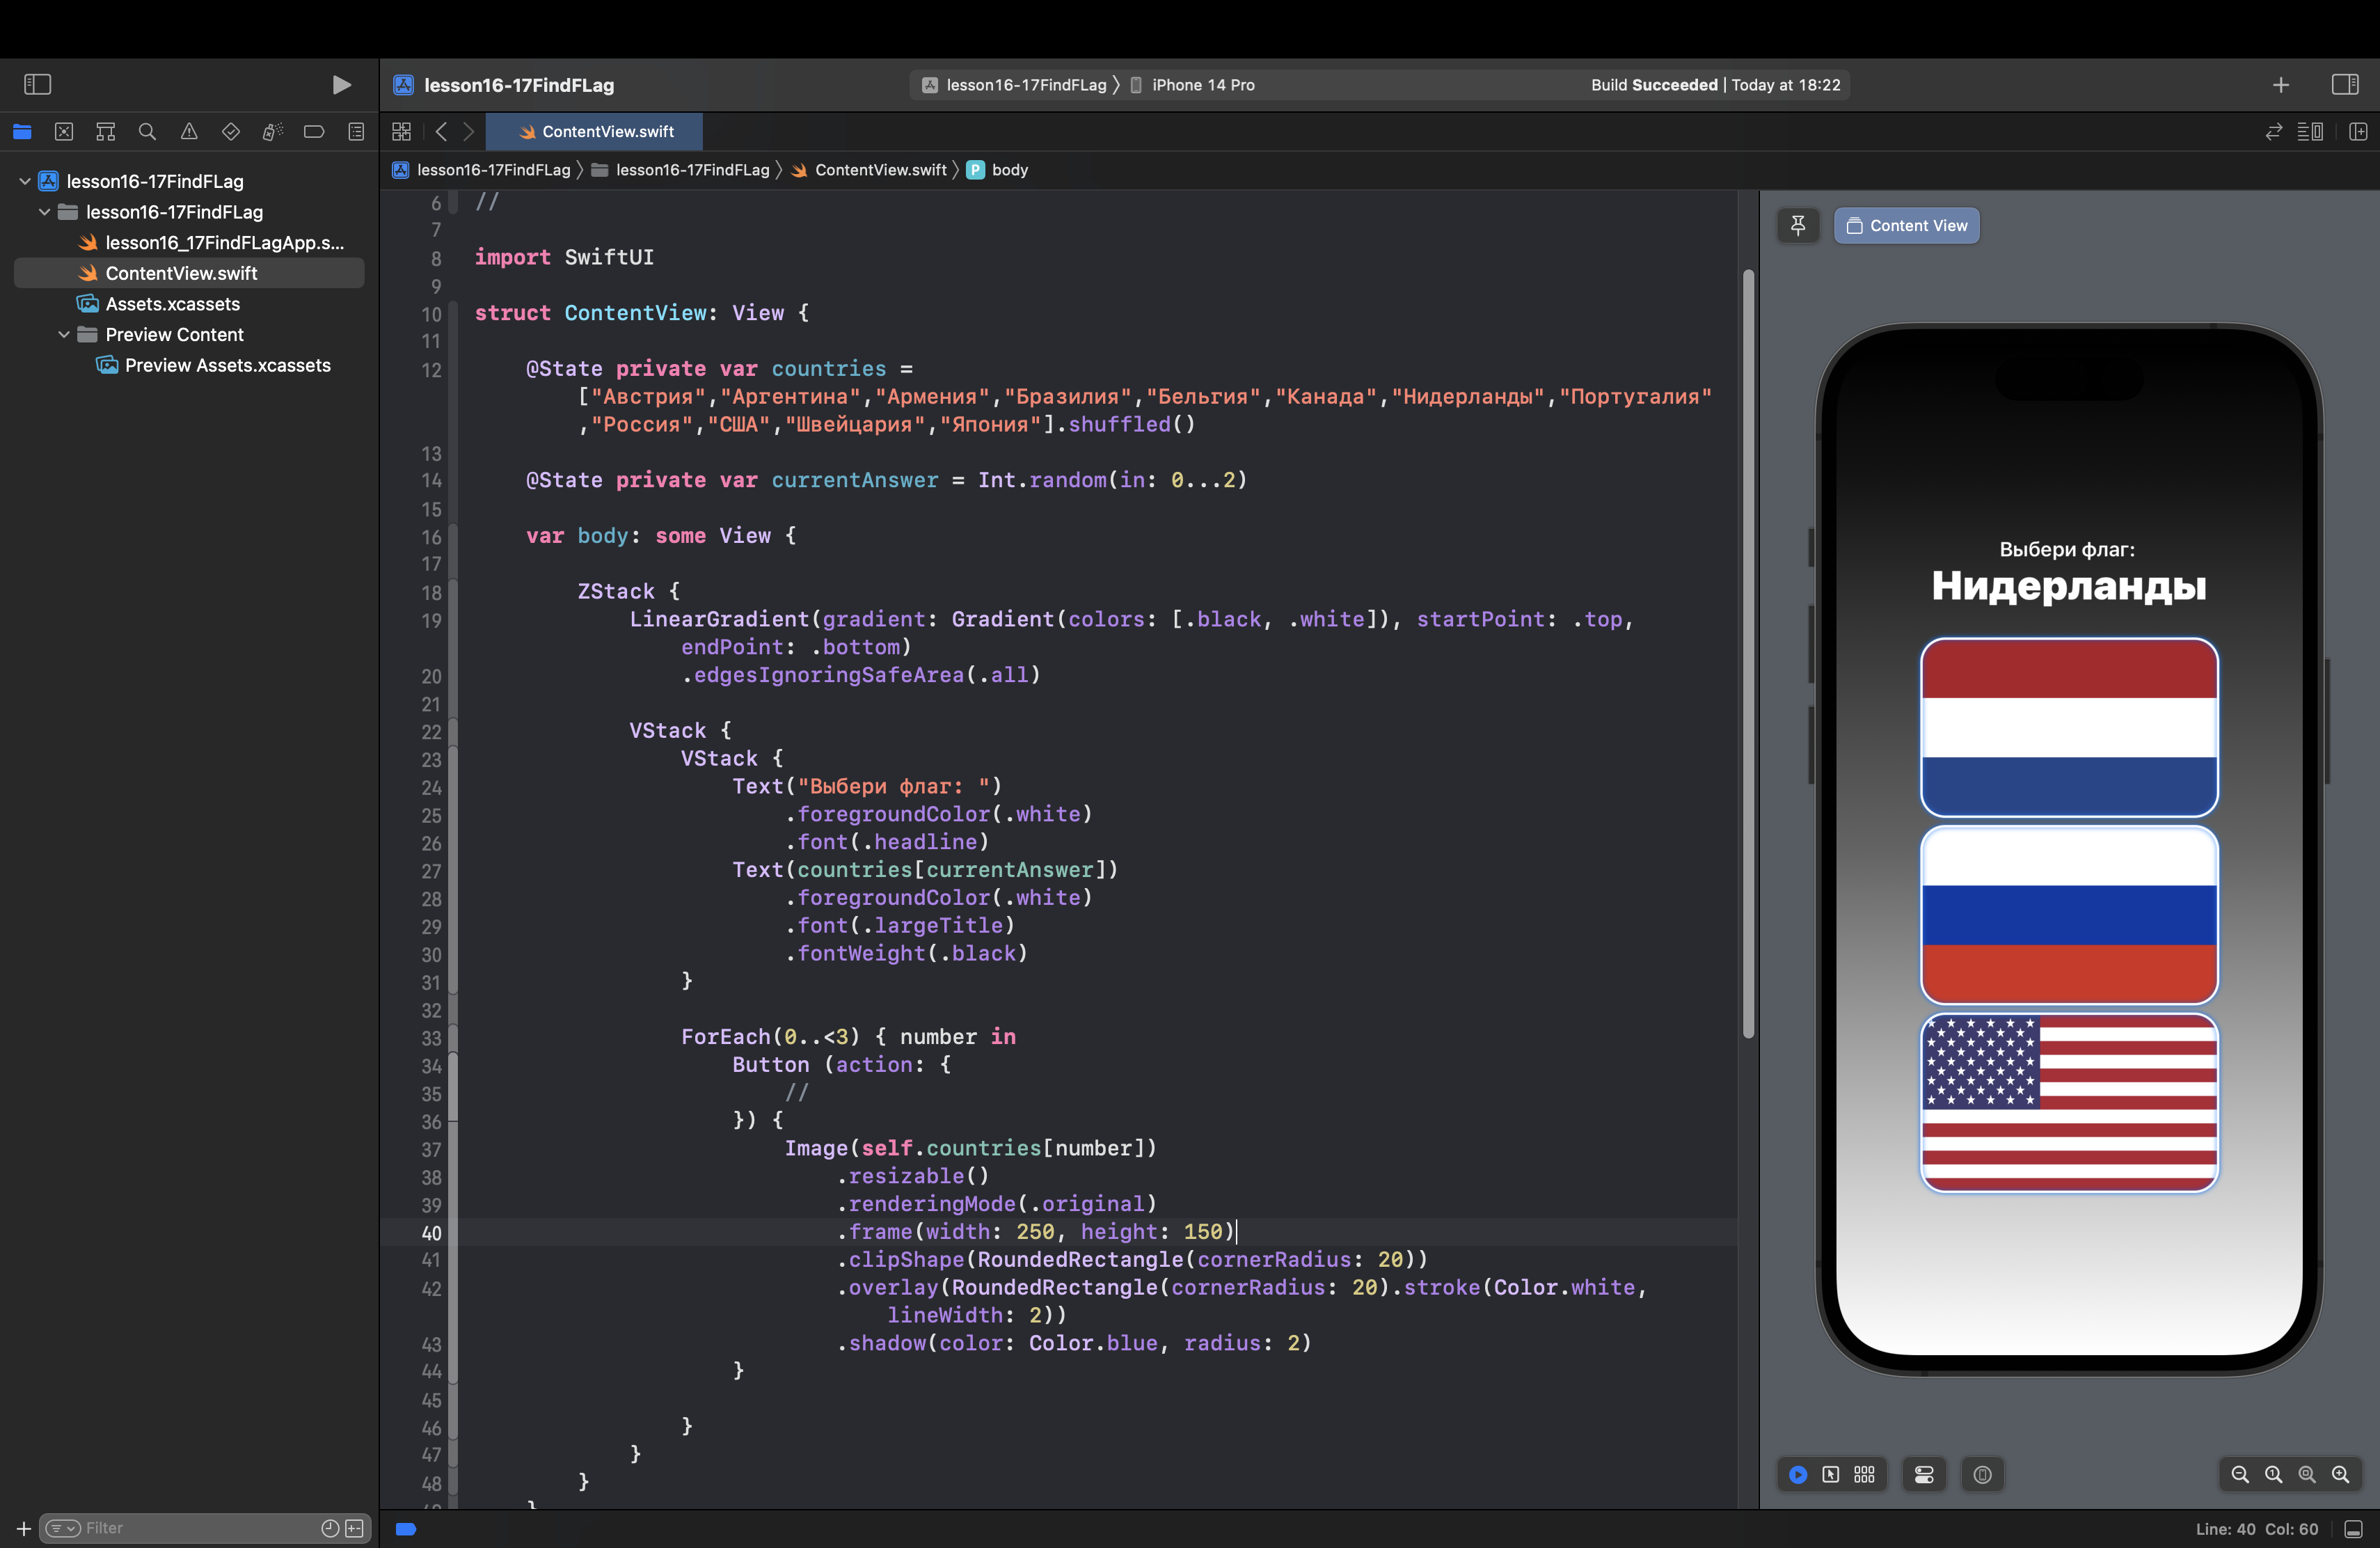 lesson16-17FindFLag
lesson16-17FindFLag
iPhone 14 Pro
Build Succeeded | Today at 18:22
ContentView.swift
lesson16-17FindFLag
lesson16-17FindFLag
ContentView.swift
P
body
lesson16-17FindFLag
lesson16-17FindFLag
lesson16_17FindFLagApp.s...
ContentView.swift
Assets.xcassets
Preview Content
Preview Assets.xcassets
6 //
7
8 import SwiftUI
9
10 struct ContentView: View {
11
12 @State private var countries =
["Австрия","Аргентина","Армения","Бразилия","Бельгия","Канада","Нидерланды","Португалия"
,"Россия","США","Швейцария","Япония"].shuffled()
13
14 @State private var currentAnswer = Int.random(in: 0...2)
15
16 var body: some View {
17
18 ZStack {
19 LinearGradient(gradient: Gradient(colors: [.black, .white]), startPoint: .top,
endPoint: .bottom)
20 .edgesIgnoringSafeArea(.all)
21
22 VStack {
23 VStack {
24 Text("Выбери флаг: ")
25 .foregroundColor(.white)
26 .font(.headline)
27 Text(countries[currentAnswer])
28 .foregroundColor(.white)
29 .font(.largeTitle)
30 .fontWeight(.black)
31 }
32
33 ForEach(0..<3) { number in
34 Button (action: {
35 //
36 }) {
37 Image(self.countries[number])
38 .resizable()
39 .renderingMode(.original)
40 .frame(width: 250, height: 150)
41 .clipShape(RoundedRectangle(cornerRadius: 20))
42 .overlay(RoundedRectangle(cornerRadius: 20).stroke(Color.white,
lineWidth: 2))
43 .shadow(color: Color.blue, radius: 2)
44 }
45
46 }
47 }
48 }
Content View
Выбери флаг:
Нидерланды
Filter
Line: 40 Col: 60